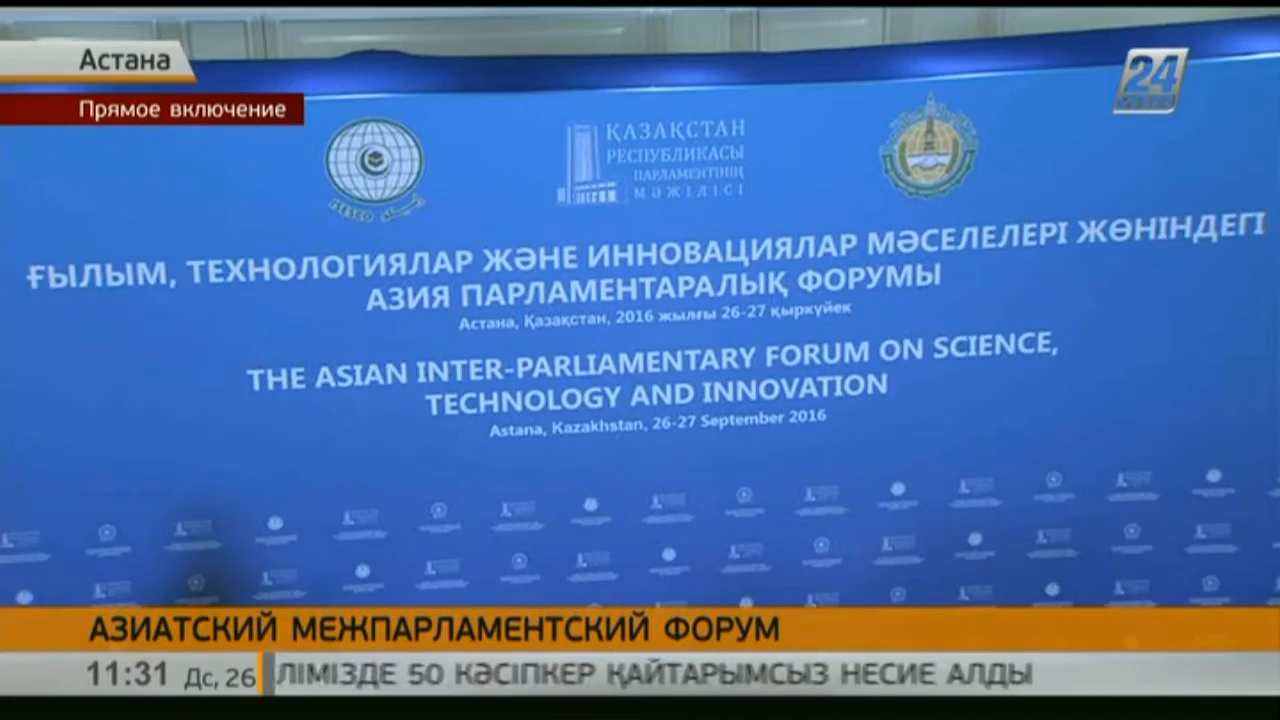 Астана
Прямое включение
24
ISESCO
ҚАЗАҚСТАН
РЕСПУБЛИКАСЫ
ПАРЛАМЕНТІНІҢ
МӘЖІЛІСІ
ҒЫЛЫМ, ТЕХНОЛОГИЯЛАР ЖӘНЕ ИННОВАЦИЯЛАР МӘСЕЛЕЛЕРІ ЖӨНІНДЕГІ
АЗИЯ ПАРЛАМЕНТАРАЛЫҚ ФОРУМЫ
Астана, Қазақстан, 2016 жылғы 26-27 қыркүйек
THE ASIAN INTER-PARLIAMENTARY FORUM ON SCIENCE,
TECHNOLOGY AND INNOVATION
Astana, Kazakhstan, 26-27 September 2016
АЗИАТСКИЙ МЕЖПАРЛАМЕНТСКИЙ ФОРУМ
11:31 Дс, 26 ЛІМІЗДЕ 50 КӘСІПКЕР ҚАЙТАРЫМСЫЗ НЕСИЕ АЛДЫ